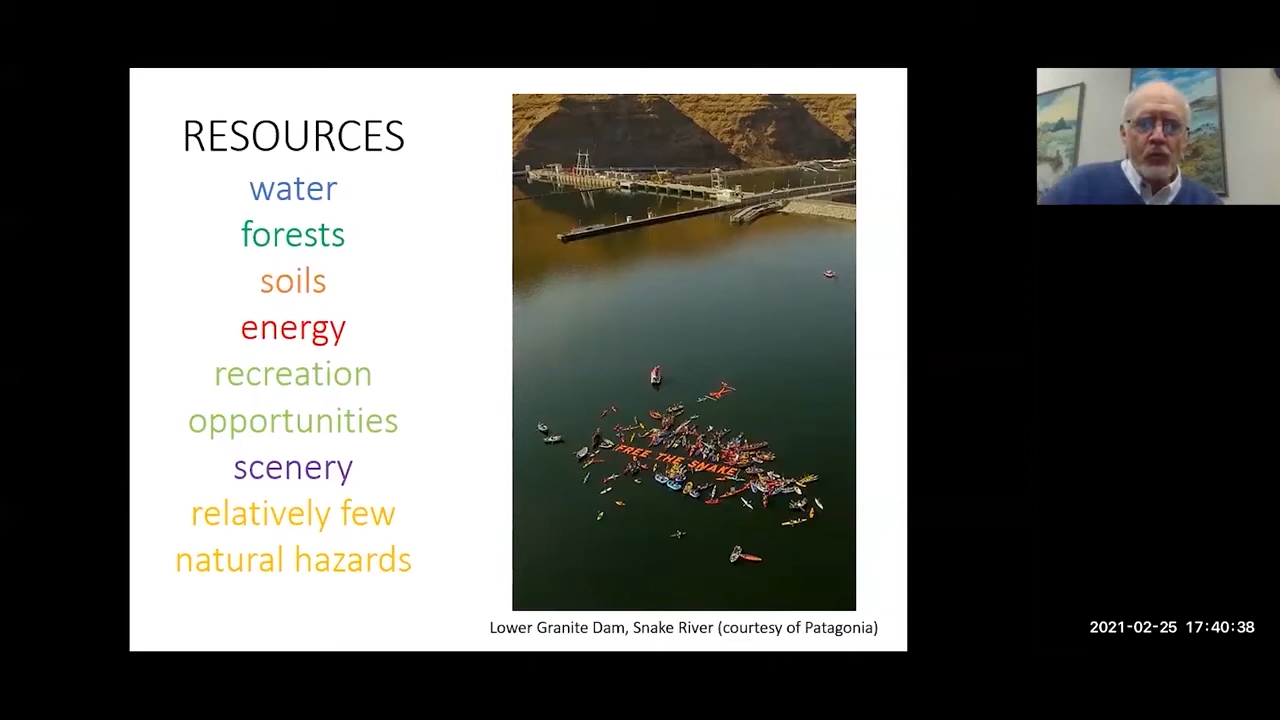 RESOURCES
water
forests
soils
energy
recreation
opportunities
scenery
relatively few
natural hazards
FREE THE SNAKE
Lower Granite Dam, Snake River (courtesy of Patagonia)
2021-02-25 17:40:38